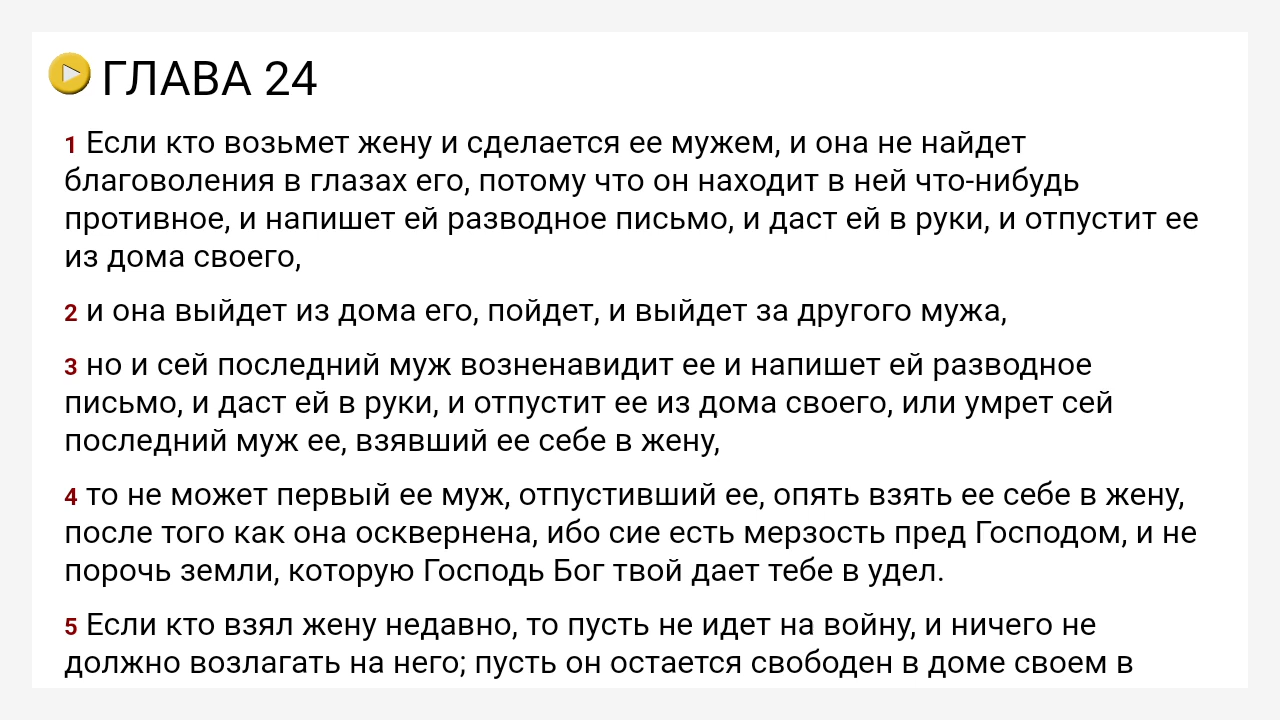 ГЛАВА 24
1 Если кто возьмет жену и сделается ее мужем, и она не найдет
благоволения в глазах его, потому что он находит в ней что-нибудь
противное, и напишет ей разводное письмо, и даст ей в руки, и отпустит ее
из дома своего,
2 и она выйдет из дома его, пойдет, и выйдет за другого мужа,
3 но и сей последний муж возненавидит ее и напишет ей разводное
письмо, и даст ей в руки, и отпустит ее из дома своего, или умрет сей
последний муж ее, взявший ее себе в жену,
4 то не может первый ее муж, отпустивший ее, опять взять ее себе в жену,
после того как она осквернена, ибо сие есть мерзость пред Господом, и не
порочь земли, которую Господь Бог твой дает тебе в удел.
5 Если кто взял жену недавно, то пусть не идет на войну, и ничего не
должно возлагать на него; пусть он остается свободен в доме своем в